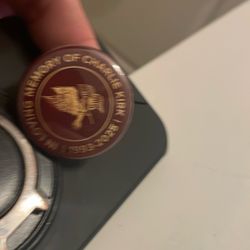 IN LOVING MEMORY OF CHARLIE KIRK | 1993-2025